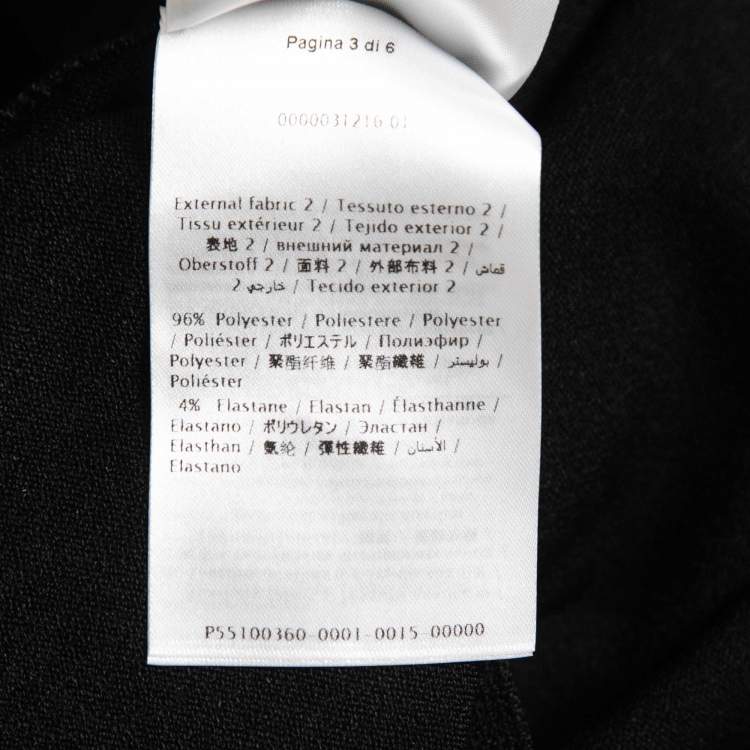 Pagina 3 di 6
0000031216 01
External fabric 2 / Tessuto esterno 2 /
Tissu extérieur 2 / Tejido exterior 2 /
表地 2 / внешний материал 2 /
Oberstoff 2 / 面料 2 / 外部布料 2 / قماش
خارجي 2 / Tecido exterior 2
96% Polyester / Poliestere / Polyester
/ Poliéster / ポリエステル / Полиэфир /
Polyester / 聚酯纤维 / 聚酯纖維 / بوليستر /
Poliéster
4% Elastane / Elastan / Élasthanne /
Elastano / ポリウレタン / Эластан /
Elasthan / 氨纶 / 彈性纖維 / الأستان /
Elastano
P55100360-0001-0015-00000